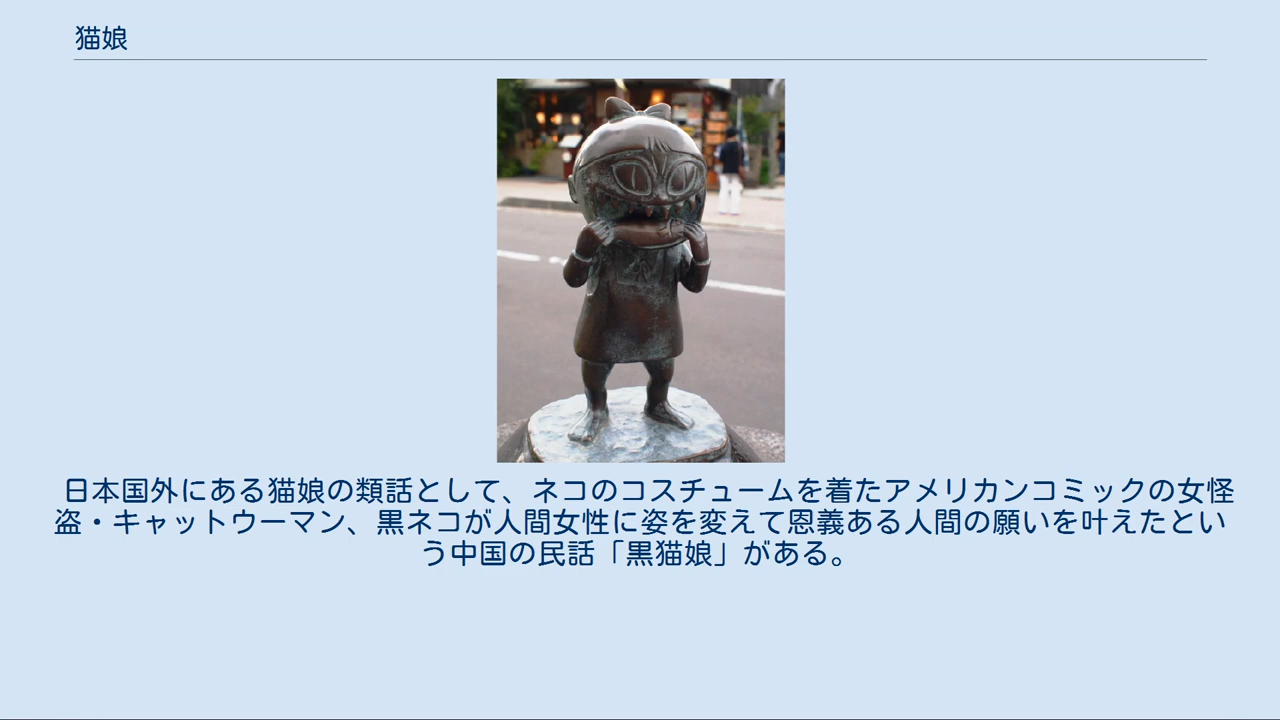 猫娘
日本国外にある猫娘の類話として、ネコのコスチュームを着たアメリカンコミックの女怪
盗・キャットウーマン、黒ネコが人間女性に姿を変えて恩義ある人間の願いを叶えたとい
う中国の民話「黒猫娘」がある。